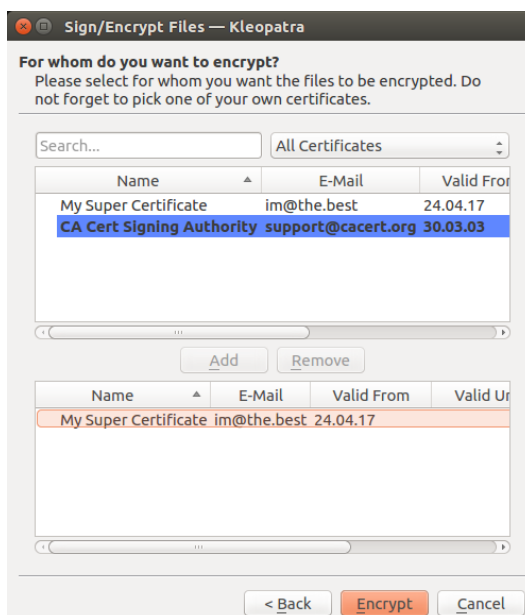 Sign/Encrypt Files — Kleopatra
For whom do you want to encrypt?
Please select for whom you want the files to be encrypted. Do
not forget to pick one of your own certificates.
Search... All Certificates
Name E-Mail Valid Fror
My Super Certificate im@the.best 24.04.17
CA Cert Signing Authority support@cacert.org 30.03.03
Add Remove
Name E-Mail Valid From Valid Ur
My Super Certificate im@the.best 24.04.17
< Back Encrypt Cancel